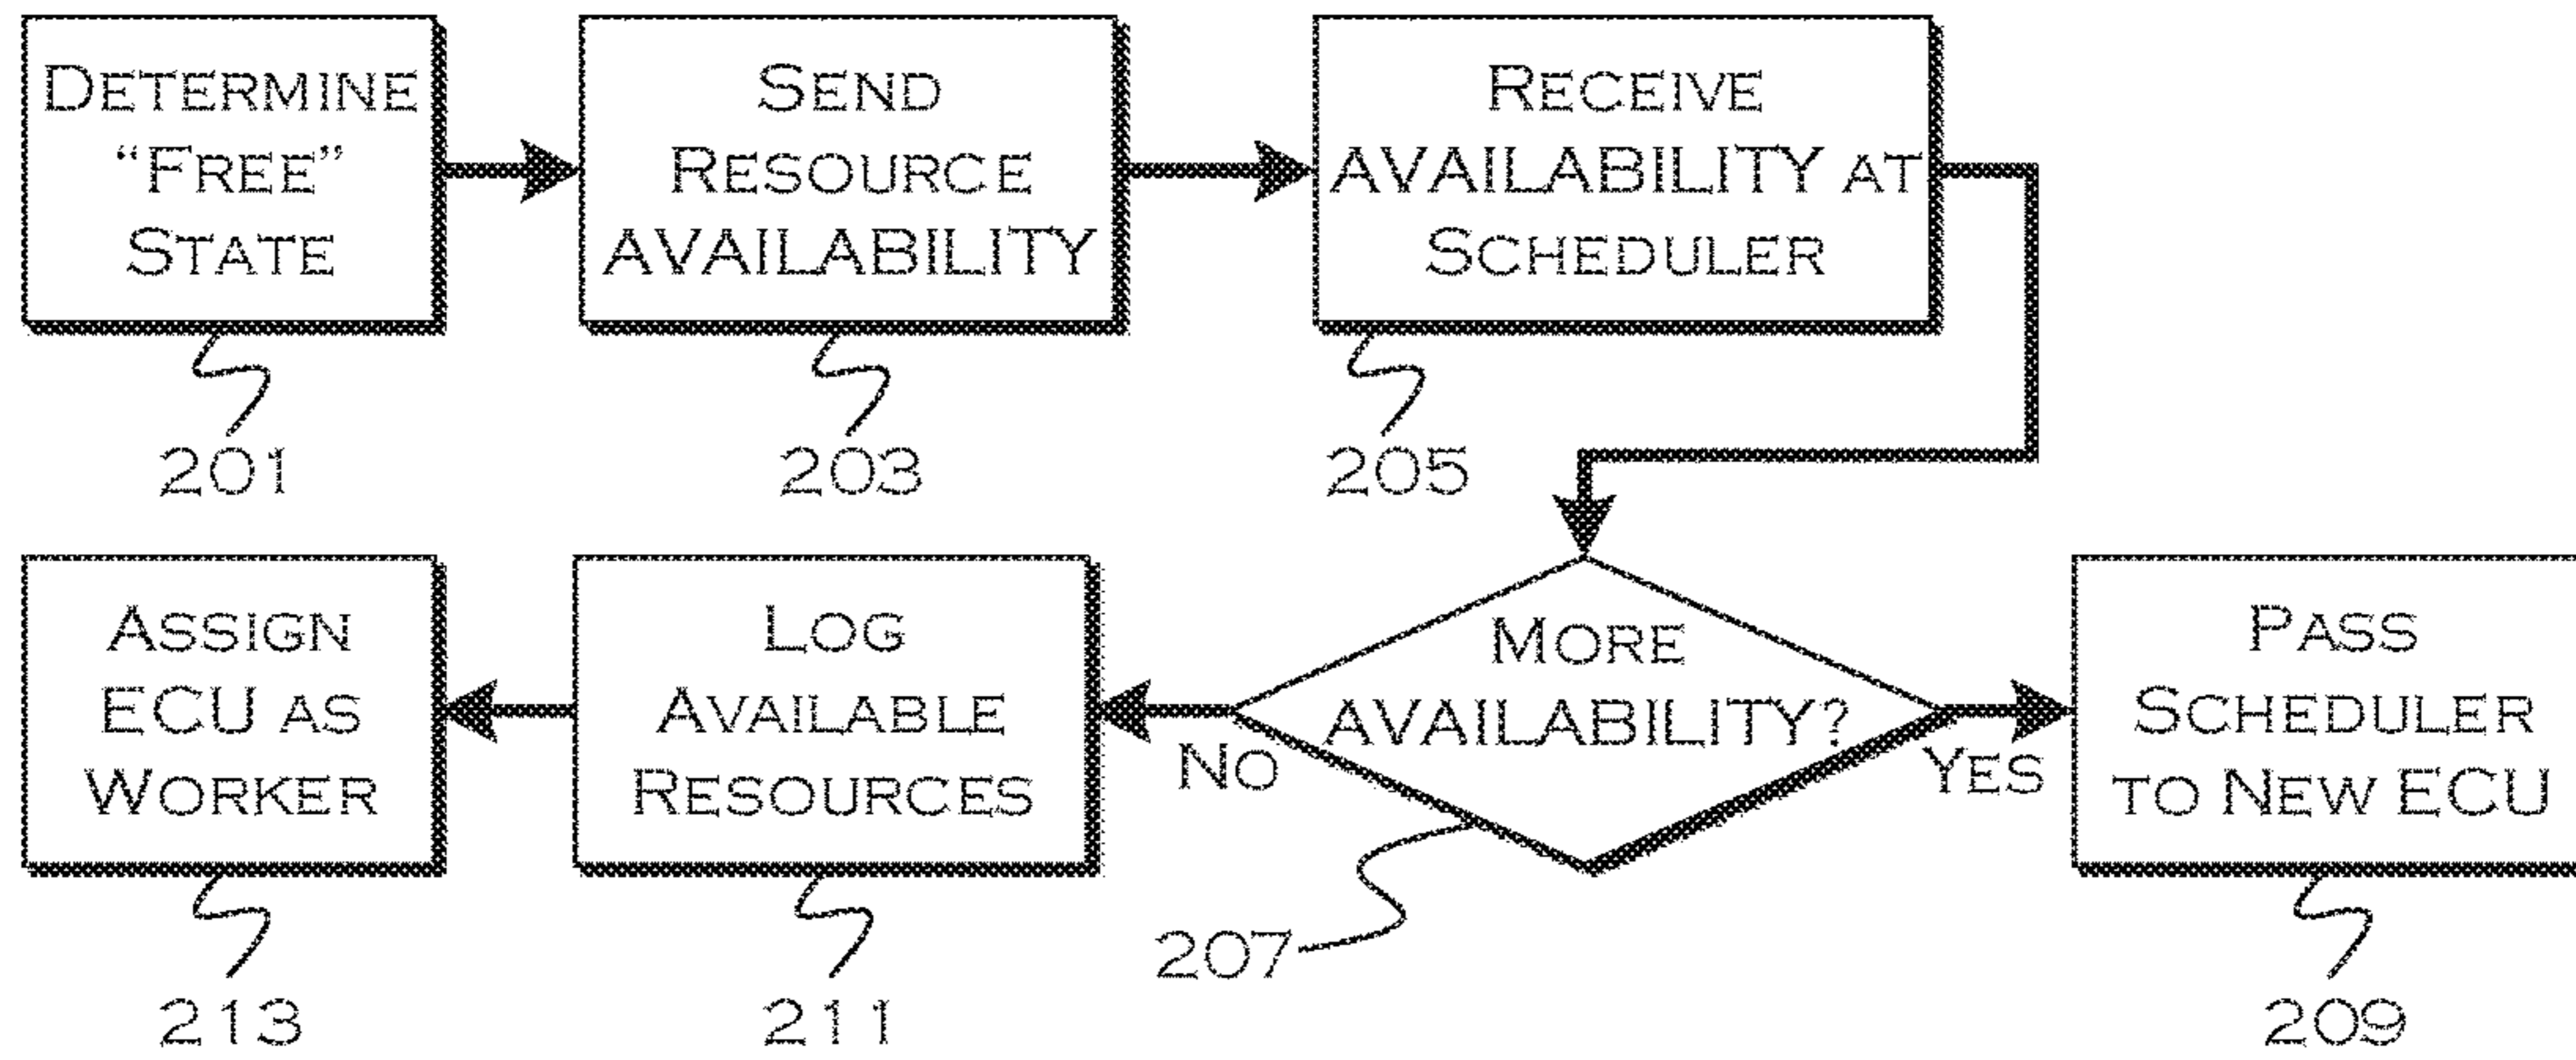 DETERMINE
"FREE"
STATE
201
SEND
RESOURCE
AVAILABILITY
203
RECEIVE
AVAILABILITY AT
SCHEDULER
205
MORE
AVAILABILITY?
207
NO
YES
PASS
SCHEDULER
TO NEW ECU
209
LOG
AVAILABLE
RESOURCES
211
ASSIGN
ECU AS
WORKER
213